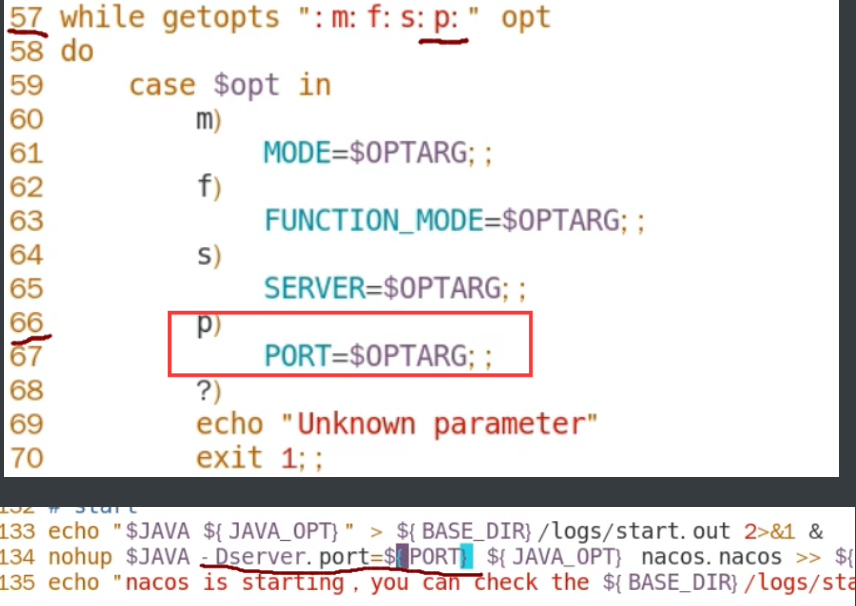 57 while getopts ":m:f:s:p:" opt
58 do
59     case $opt in
60         m)
61             MODE=$OPTARG;;
62         f)
63             FUNCTION_MODE=$OPTARG;;
64         s)
65             SERVER=$OPTARG;;
66         p)
67             PORT=$OPTARG;;
68         ?)
69         echo "Unknown parameter"
70         exit 1;;
132 # start
133 echo "$JAVA ${JAVA_OPT}" > ${BASE_DIR}/logs/start.out 2>&1 &
134 nohup $JAVA -Dserver.port=${PORT} ${JAVA_OPT} nacos.nacos >> ${
135 echo "nacos is starting，you can check the ${BASE_DIR}/logs/sta